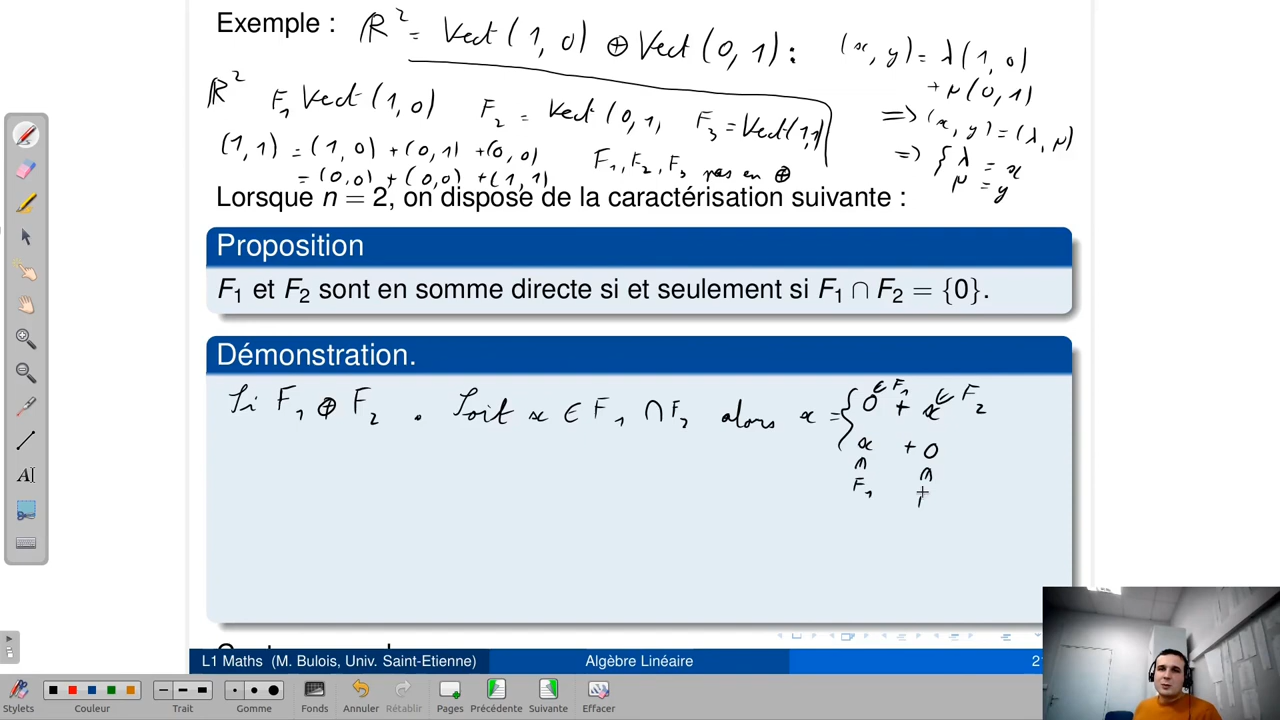 Exemple : ℝ² = Vect(1,0) ⊕ Vect(0,1) :
(x, y) = λ(1,0)
+ μ(0,1)
=> (x, y) = (λ, μ)
=> { λ = x
μ = y
ℝ² F₁ Vect(1,0) F₂ = Vect(0,1, F₃ = Vect(1,1)
(1,1) = (1,0) + (0,1) + (0,0)
= (0,0) + (0,0) + (1,1)
F₁, F₂, F₃ pas en ⊕
Lorsque n = 2, on dispose de la caractérisation suivante :
Proposition
F₁ et F₂ sont en somme directe si et seulement si F₁ ∩ F₂ = {0}.
Démonstration.
Si F₁ ⊕ F₂ . Soit x ∈ F₁ ∩ F₂ alors x = { 0 ∈ F₁ + x ∈ F₂
x + 0
∩ ∩
F₁
L1 Maths (M. Bulois, Univ. Saint-Etienne)
Algèbre Linéaire
2
Stylets
Couleur
Trait
Gomme
Fonds
Annuler
Rétablir
Pages
Précédente
Suivante
Effacer